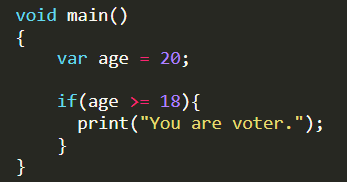 void main()
{
    var age = 20;

    if(age >= 18){
      print("You are voter.");
    }
}